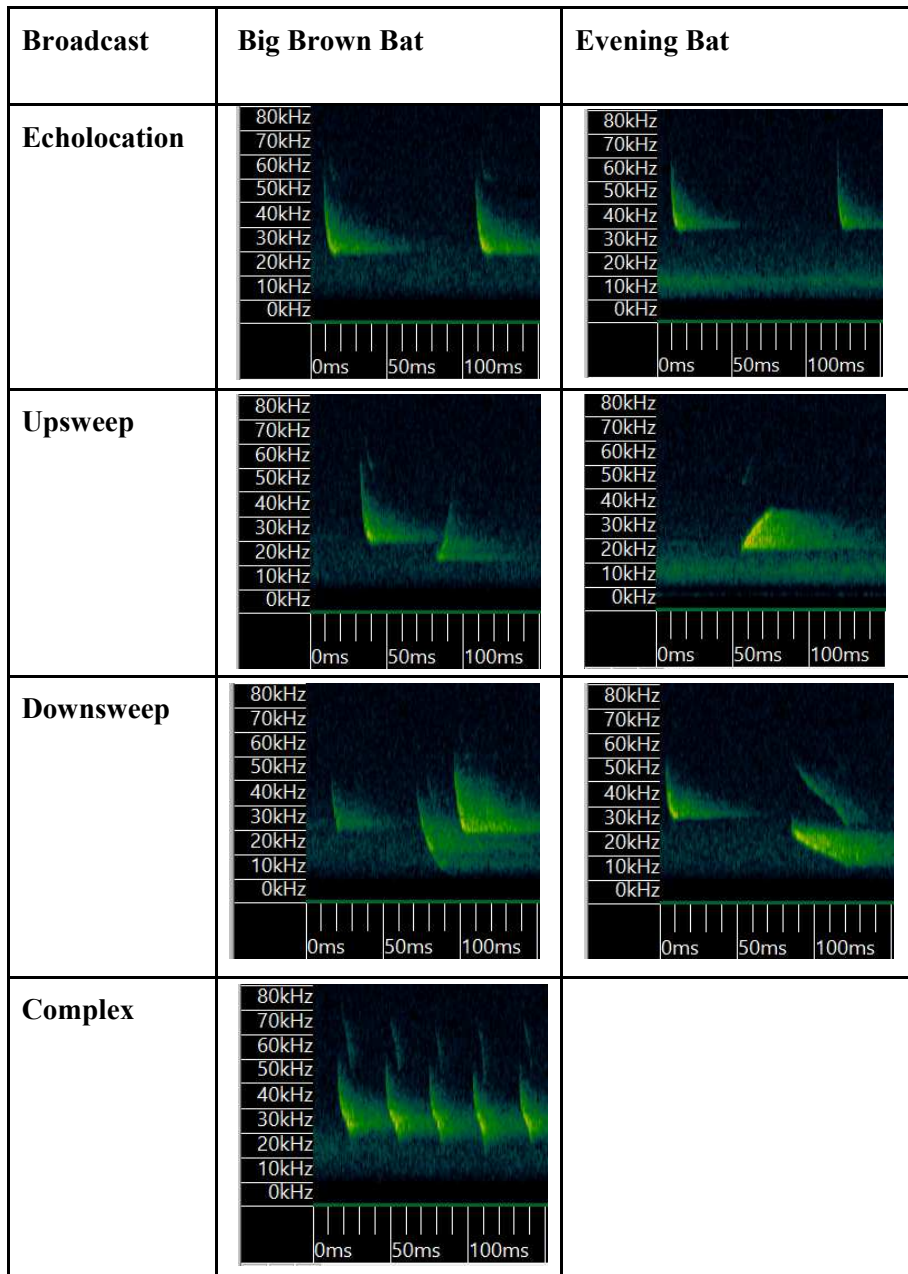 Broadcast Big Brown Bat Evening Bat
Echolocation
80kHz 80kHz
70kHz 70kHz
60kHz 60kHz
50kHz 50kHz
40kHz 40kHz
30kHz 30kHz
20kHz 20kHz
10kHz 10kHz
0kHz 0kHz
0ms 50ms 100ms 0ms 50ms 100ms
Upsweep
80kHz 80kHz
70kHz 70kHz
60kHz 60kHz
50kHz 50kHz
40kHz 40kHz
30kHz 30kHz
20kHz 20kHz
10kHz 10kHz
0kHz 0kHz
0ms 50ms 100ms 0ms 50ms 100ms
Downsweep
80kHz 80kHz
70kHz 70kHz
60kHz 60kHz
50kHz 50kHz
40kHz 40kHz
30kHz 30kHz
20kHz 20kHz
10kHz 10kHz
0kHz 0kHz
0ms 50ms 100ms 0ms 50ms 100ms
Complex
80kHz
70kHz
60kHz
50kHz
40kHz
30kHz
20kHz
10kHz
0kHz
0ms 50ms 100ms